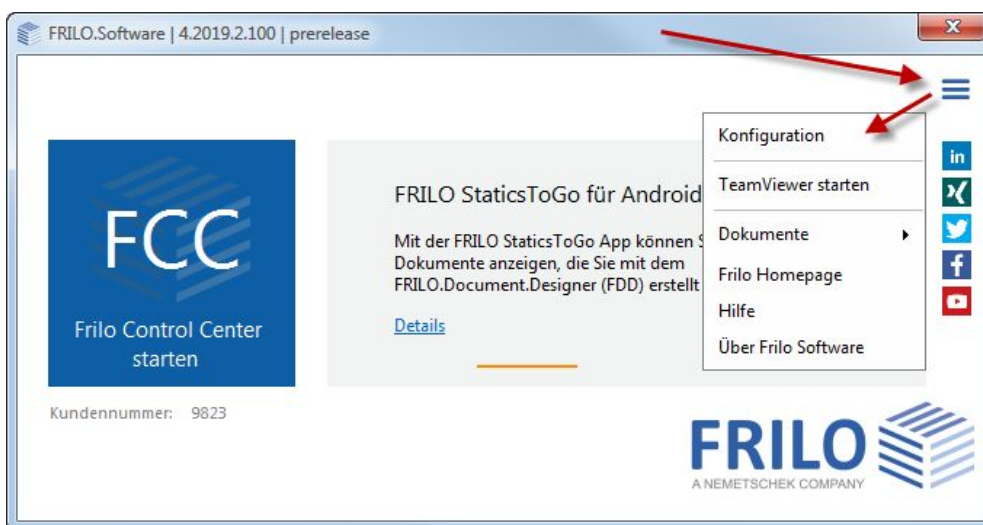 FRILO.Software | 4.2019.2.100 | prerelease
x
Konfiguration
TeamViewer starten
Dokumente
Frilo Homepage
Hilfe
Über Frilo Software
in
f
FCC
Frilo Control Center
starten
FRILO StaticsToGo für Android
Mit der FRILO StaticsToGo App können
Dokumente anzeigen, die Sie mit dem
FRILO.Document.Designer (FDD) erstellt
Details
Kundennummer: 9823
FRILO
A NEMETSCHEK COMPANY